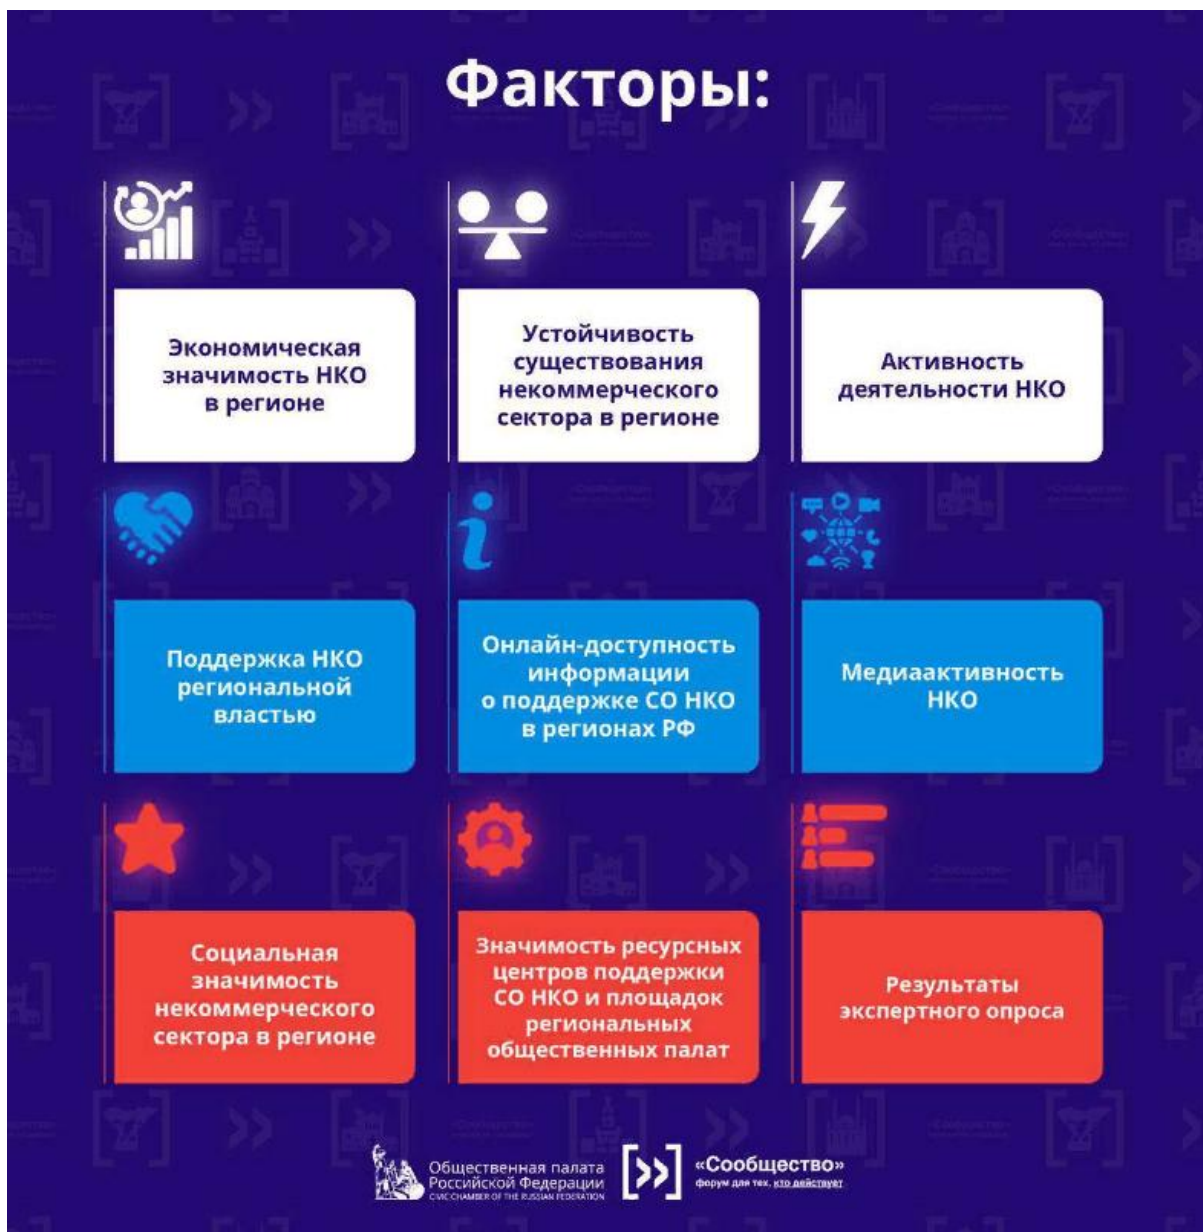 Факторы:
Экономическая
значимость НКО
в регионе
Устойчивость
существования
некоммерческого
сектора в регионе
Активность
деятельности НКО
Поддержка НКО
региональной
властью
Онлайн-доступность
информации
о поддержке СО НКО
в регионах РФ
Медиаактивность
НКО
Социальная
значимость
некоммерческого
сектора в регионе
Значимость ресурсных
центров поддержки
СО НКО и площадок
региональных
общественных палат
Результаты
экспертного опроса
Общественная палата
Российской Федерации
CIVIC CHAMBER OF THE RUSSIAN FEDERATION
«Сообщество»
форум для тех, кто действует